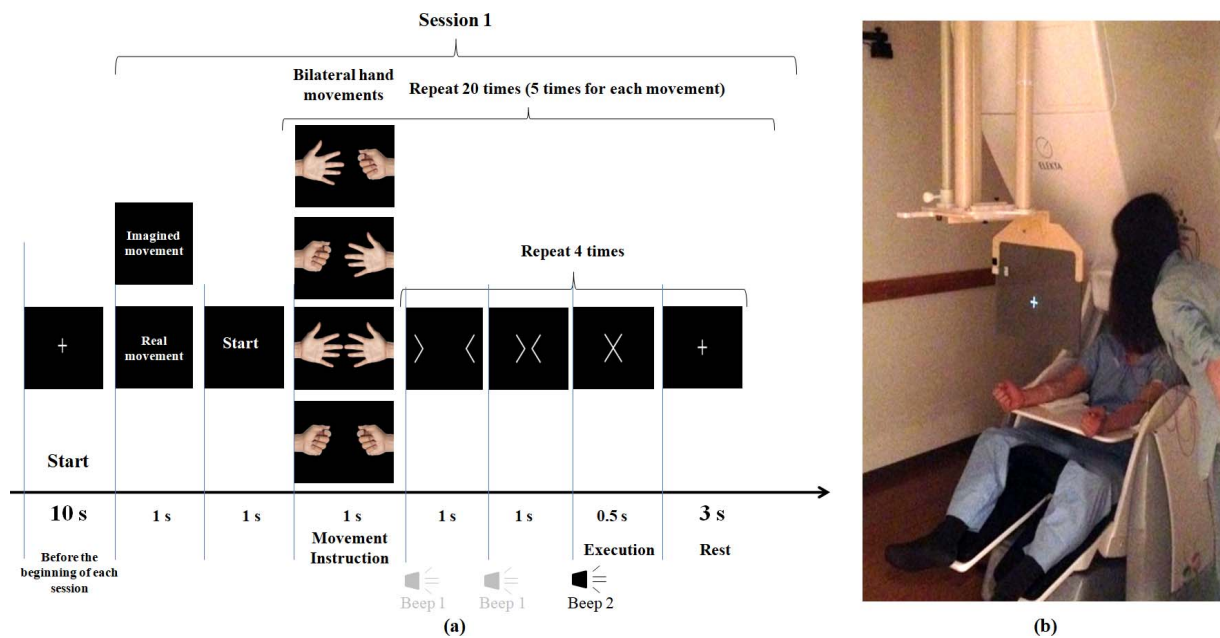 Session 1
Bilateral hand
movements
Repeat 20 times (5 times for each movement)
Imagined
movement
Repeat 4 times
Real
movement
Start
Start
10 s
1 s
1 s
1 s
1 s
1 s
0.5 s
3 s
Before the
beginning of each
session
Movement
Instruction
Execution
Rest
Beep 1
Beep 1
Beep 2
(a)
ELEKTA
(b)